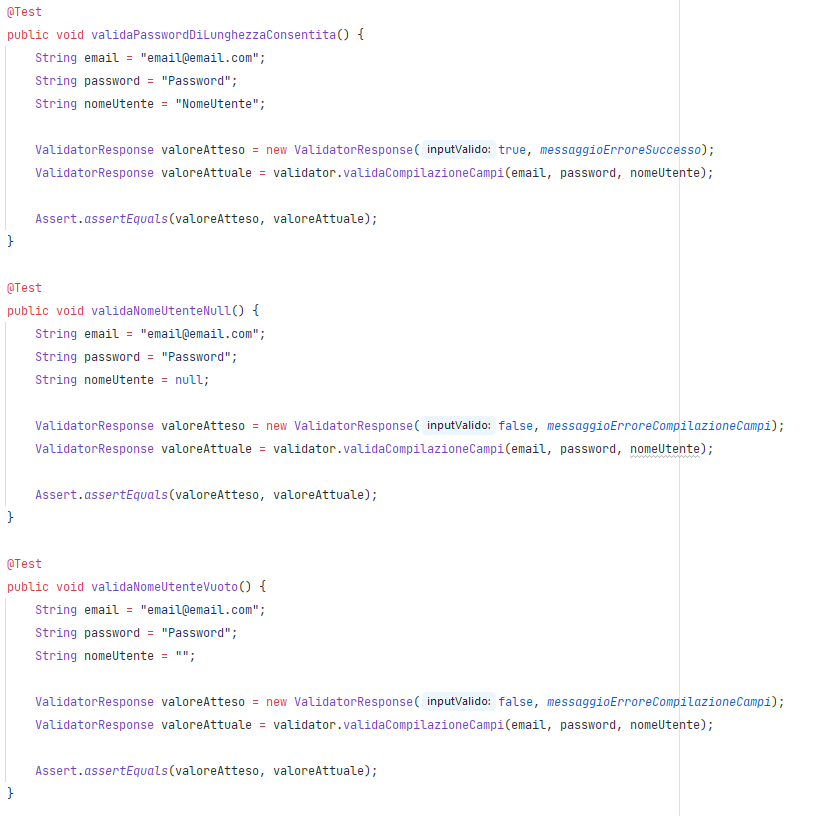 @Test
public void validaPasswordDiLunghezzaConsentita() {
    String email = "email@email.com";
    String password = "Password";
    String nomeUtente = "NomeUtente";

    ValidatorResponse valoreAtteso = new ValidatorResponse( inputValido: true, messaggioErroreSuccesso);
    ValidatorResponse valoreAttuale = validator.validaCompilazioneCampi(email, password, nomeUtente);

    Assert.assertEquals(valoreAtteso, valoreAttuale);
}

@Test
public void validaNomeUtenteNull() {
    String email = "email@email.com";
    String password = "Password";
    String nomeUtente = null;

    ValidatorResponse valoreAtteso = new ValidatorResponse( inputValido: false, messaggioErroreCompilazioneCampi);
    ValidatorResponse valoreAttuale = validator.validaCompilazioneCampi(email, password, nomeUtente);

    Assert.assertEquals(valoreAtteso, valoreAttuale);
}

@Test
public void validaNomeUtenteVuoto() {
    String email = "email@email.com";
    String password = "Password";
    String nomeUtente = "";

    ValidatorResponse valoreAtteso = new ValidatorResponse( inputValido: false, messaggioErroreCompilazioneCampi);
    ValidatorResponse valoreAttuale = validator.validaCompilazioneCampi(email, password, nomeUtente);

    Assert.assertEquals(valoreAtteso, valoreAttuale);
}